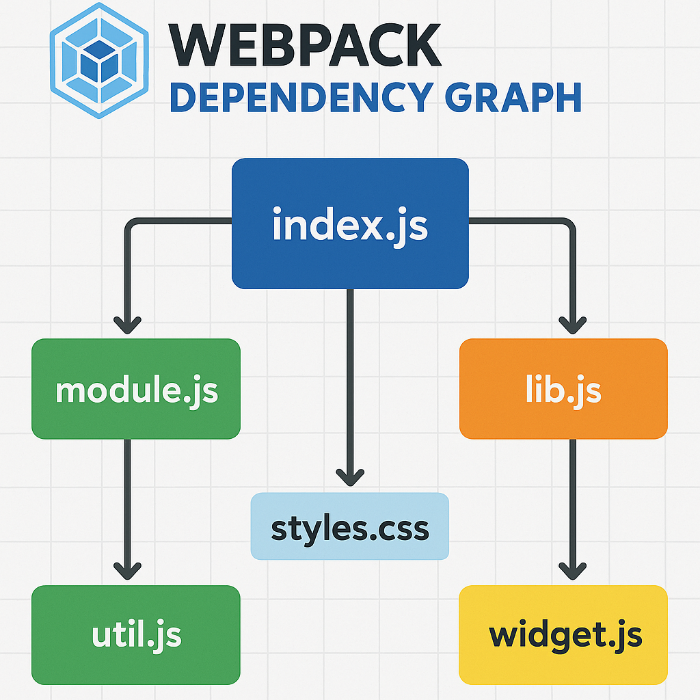 WEBPACK
DEPENDENCY GRAPH
index.js
module.js
lib.js
styles.css
util.js
widget.js